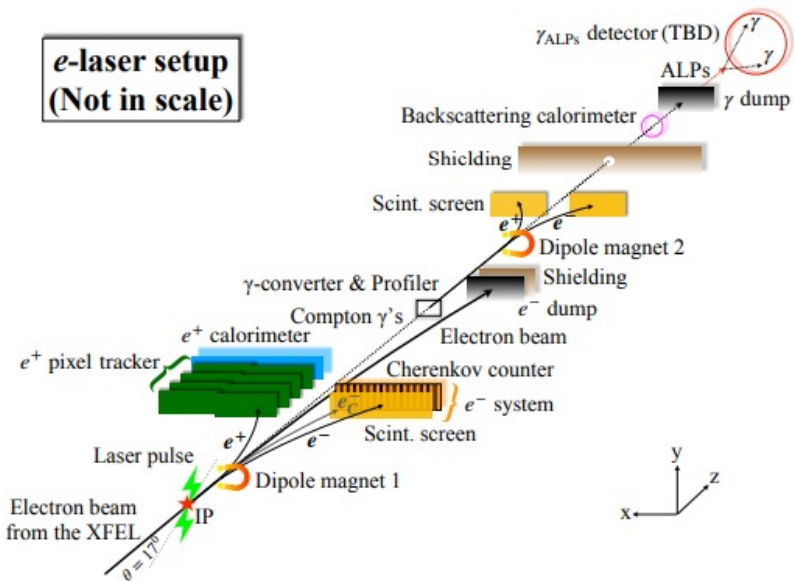 e-laser setup
(Not in scale)
γALPs detector (TBD)
γ
γ
ALPs
γ dump
Backscattering calorimeter
Shielding
Scint. screen
e⁺
e⁻
Dipole magnet 2
γ-converter & Profiler
Shielding
Compton γ's
e⁻ dump
Electron beam
e⁺ calorimeter
e⁺ pixel tracker
Cherenkov counter
e⁻C
e⁻ system
e⁺
e⁻
Scint. screen
Laser pulse
Dipole magnet 1
IP
Electron beam
from the XFEL
θ = 17⁰
y
z
x